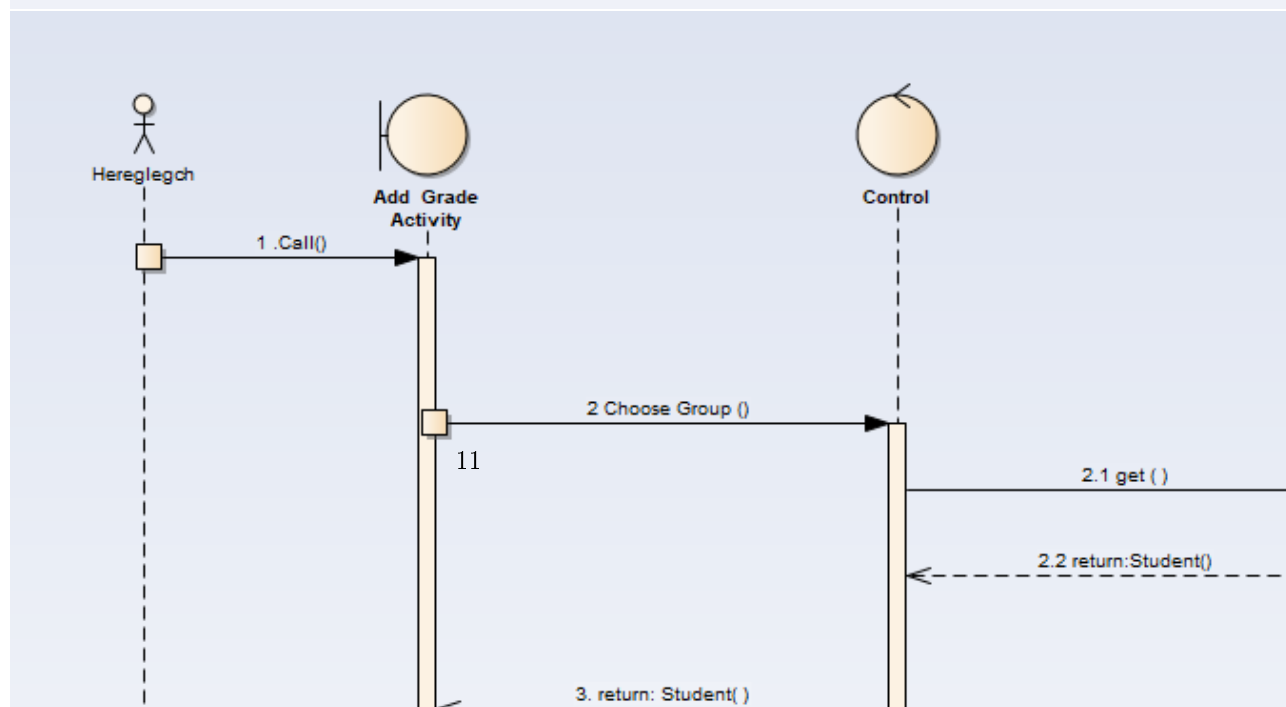 Hereglegch
Add Grade
Activity
Control
1 .Call()
2 Choose Group ()
11
2.1 get ( )
2.2 return:Student()
3. return: Student( )